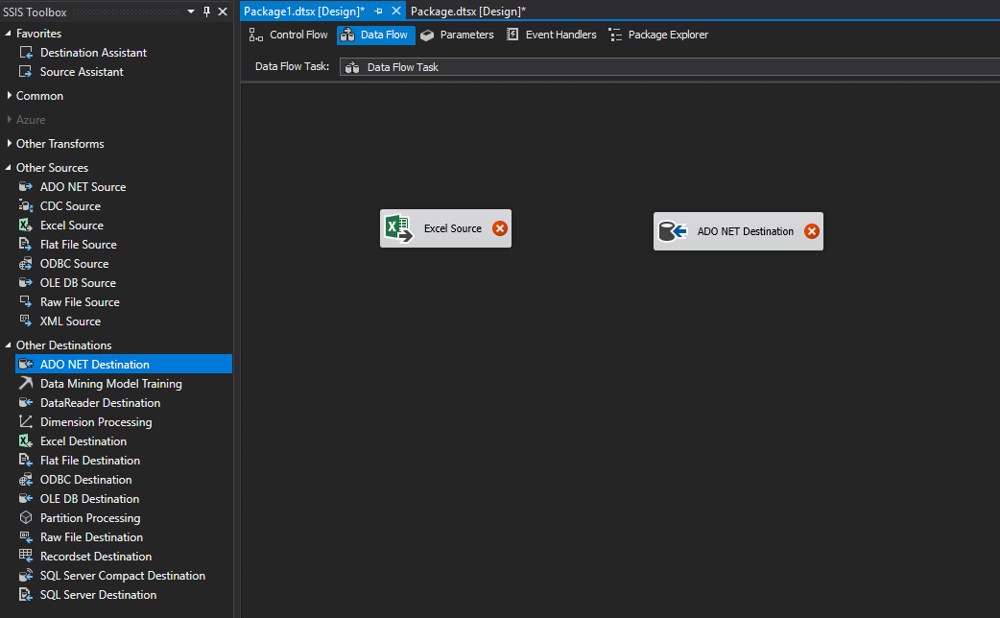 SSIS Toolbox
Favorites
Destination Assistant
Source Assistant
Common
Azure
Other Transforms
Other Sources
ADO NET Source
CDC Source
Excel Source
Flat File Source
ODBC Source
OLE DB Source
Raw File Source
XML Source
Other Destinations
ADO NET Destination
Data Mining Model Training
DataReader Destination
Dimension Processing
Excel Destination
Flat File Destination
ODBC Destination
OLE DB Destination
Partition Processing
Raw File Destination
Recordset Destination
SQL Server Compact Destination
SQL Server Destination
Package1.dtsx [Design]* Package.dtsx [Design]*
Control Flow Data Flow Parameters Event Handlers Package Explorer
Data Flow Task: Data Flow Task
Excel Source
ADO NET Destination